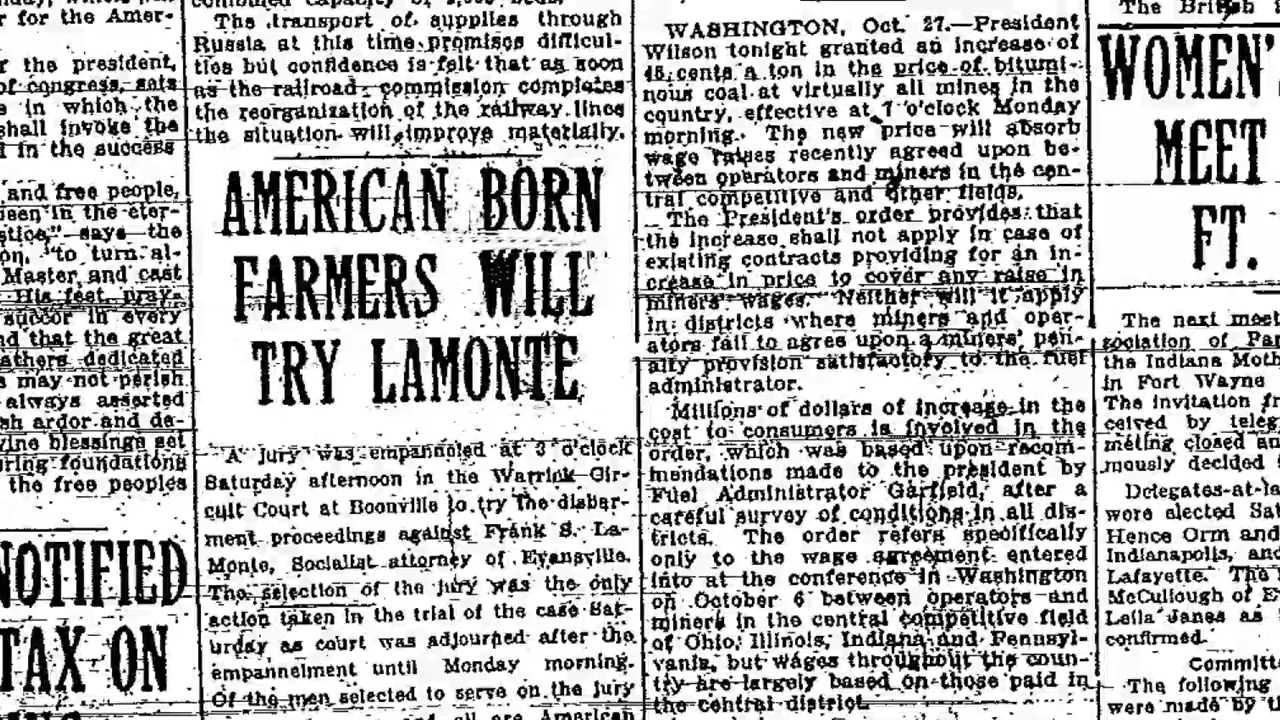 for the Amer-
r the president,
of congress, sets
e in which the
shall invoke the
d in the success
and free people,
been in the eter-
says the
"to turn al-
Master, and cast
His feet, pray-
succor in every
nd that the great
athers dedicated
s may not perish
always asserted
sh ardor and de-
vine blessings set
uring foundations
the free peoples
NOTIFIED
TAX ON
The transport of supplies through
Russia at this time promises difficul-
ties but confidence is felt that as soon
as the railroad commission completes
the reorganization of the railway lines
the situation will improve materially.
AMERICAN BORN
FARMERS WILL
TRY LAMONTE
A jury was empanneled at 3 o'clock
Saturday afternoon in the Warrick Cir-
cuit Court at Boonville to try the disbar-
ment proceedings against Frank S. La-
Monte, Socialist attorney of Evansville.
The selection of the jury was the only
action taken in the trial of the case Sat-
urday as court was adjourned after the
empannelment until Monday morning.
Of the men selected to serve on the jury
all are American
WASHINGTON, Oct. 27.—President
Wilson tonight granted an increase of
45 cents a ton in the price of bitumi-
nous coal at virtually all mines in the
country, effective at 7 o'clock Monday
morning. The new price will absorb
wage raises recently agreed upon be-
tween operators and miners in the cen-
tral competitive and other fields.
The President's order provides that
the increase shall not apply in case of
existing contracts providing for an in-
crease in price to cover any raise in
miners' wages. Neither will it apply
in districts where miners and oper-
ators fail to agree upon a miners' pen-
alty provision satisfactory to the fuel
administrator.
Millions of dollars of increase in the
cost to consumers is involved in the
order, which was based upon recom-
mendations made to the president by
Fuel Administrator Garfield, after a
careful survey of conditions in all dis-
tricts. The order refers specifically
only to the wage agreement entered
into at the conference in Washington
on October 6 between operators and
miners in the central competitive field
of Ohio, Illinois, Indiana and Pennsyl-
vania, but wages throughout the coun-
try are largely based on those paid in
the central district.
The British
WOMEN'
MEET
FT.
The next meet
sociation of Par
the Indiana Moth
in Fort Wayne
The invitation fr
ceived by teleg
meting closed an
mously decided
Delegates-at-la
were elected Sat
Hence Orm and
Indianapolis, and
Lafayette. The
McCullough of E
Leila Janes as
confirmed.
Committe
The following
were made by t